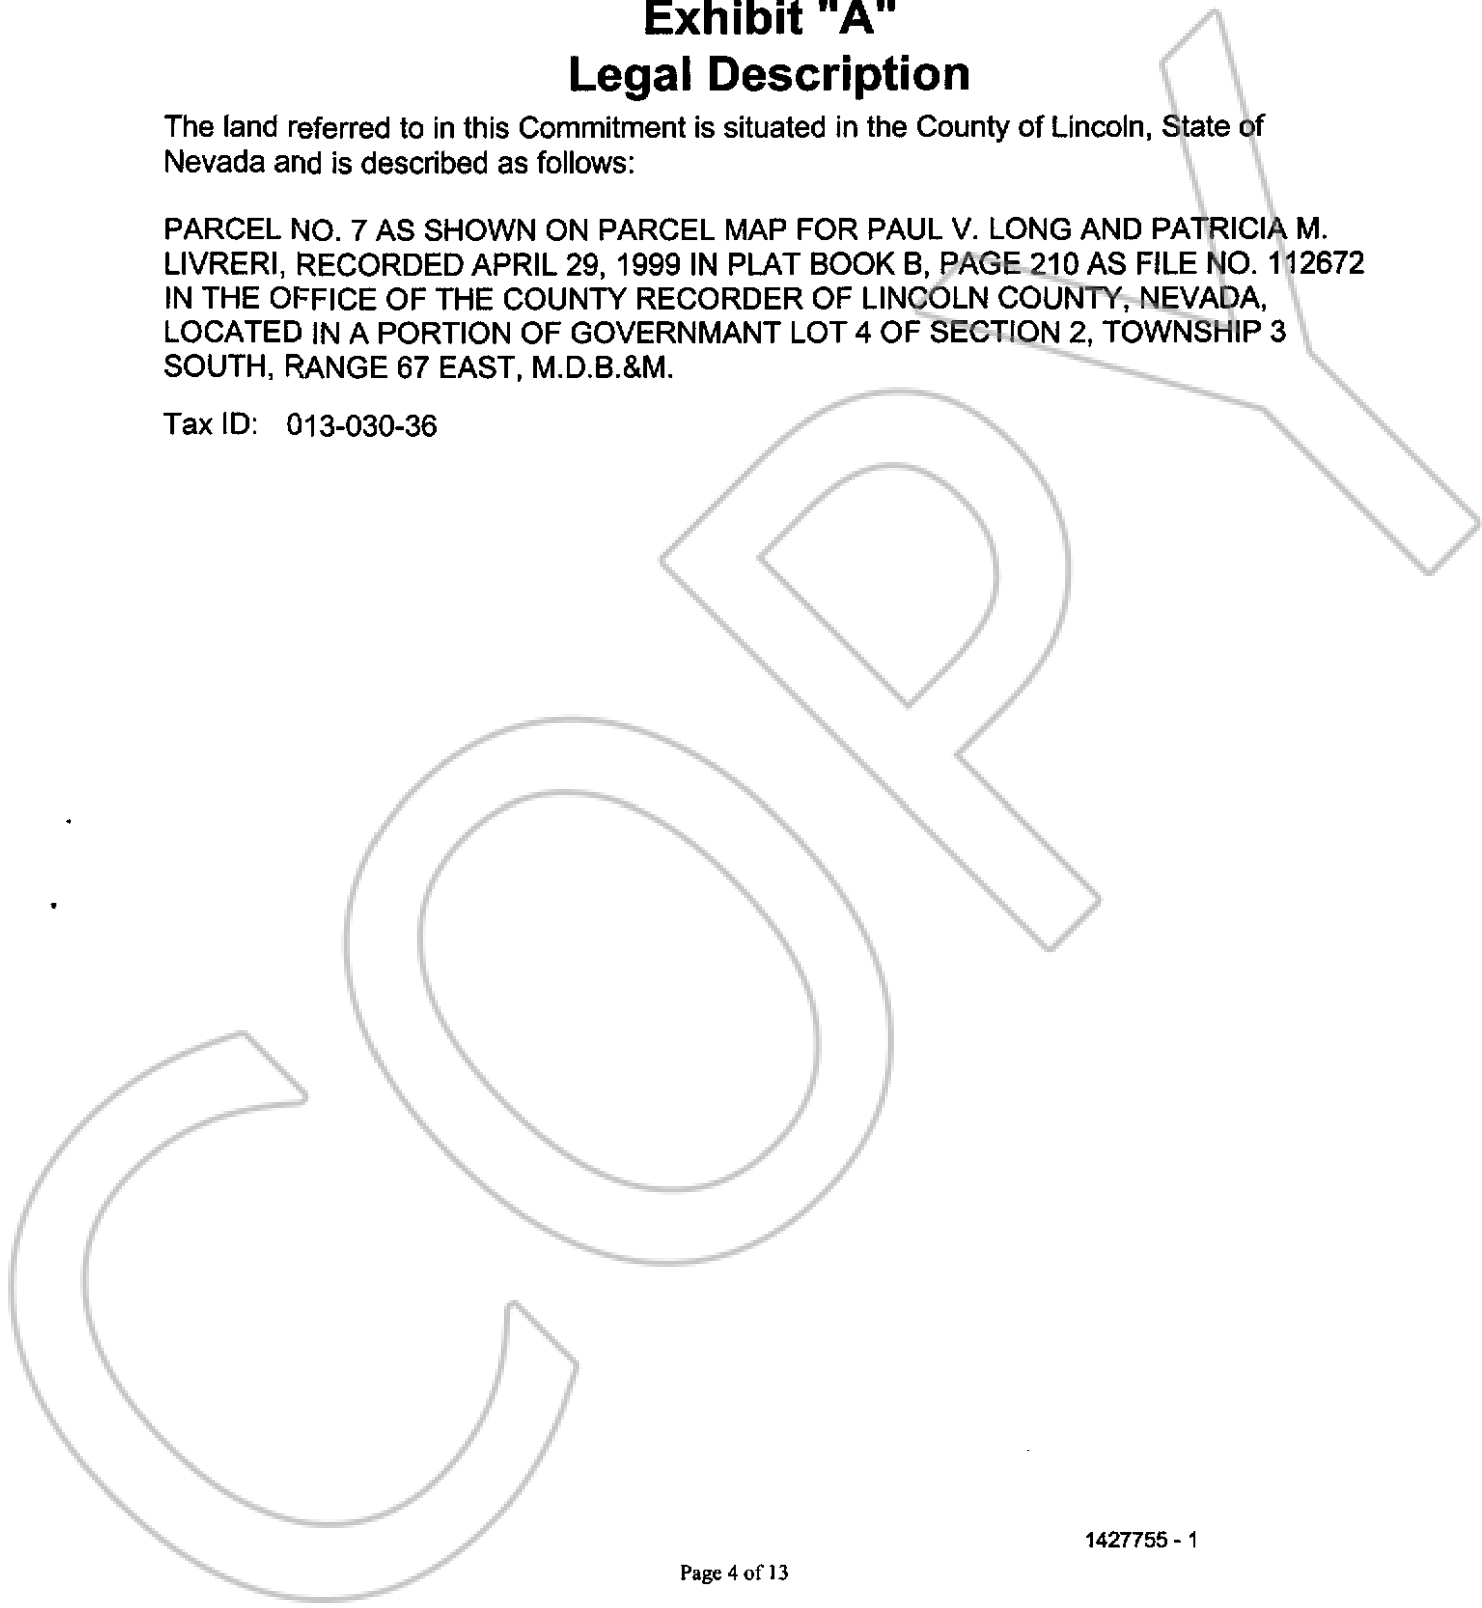 Exhibit "A"
Legal Description
The land referred to in this Commitment is situated in the County of Lincoln, State of
Nevada and is described as follows:
PARCEL NO. 7 AS SHOWN ON PARCEL MAP FOR PAUL V. LONG AND PATRICIA M.
LIVRERI, RECORDED APRIL 29, 1999 IN PLAT BOOK B, PAGE 210 AS FILE NO. 112672
IN THE OFFICE OF THE COUNTY RECORDER OF LINCOLN COUNTY, NEVADA,
LOCATED IN A PORTION OF GOVERNMANT LOT 4 OF SECTION 2, TOWNSHIP 3
SOUTH, RANGE 67 EAST, M.D.B.&M.
Tax ID: 013-030-36
COPY
1427755 - 1
Page 4 of 13